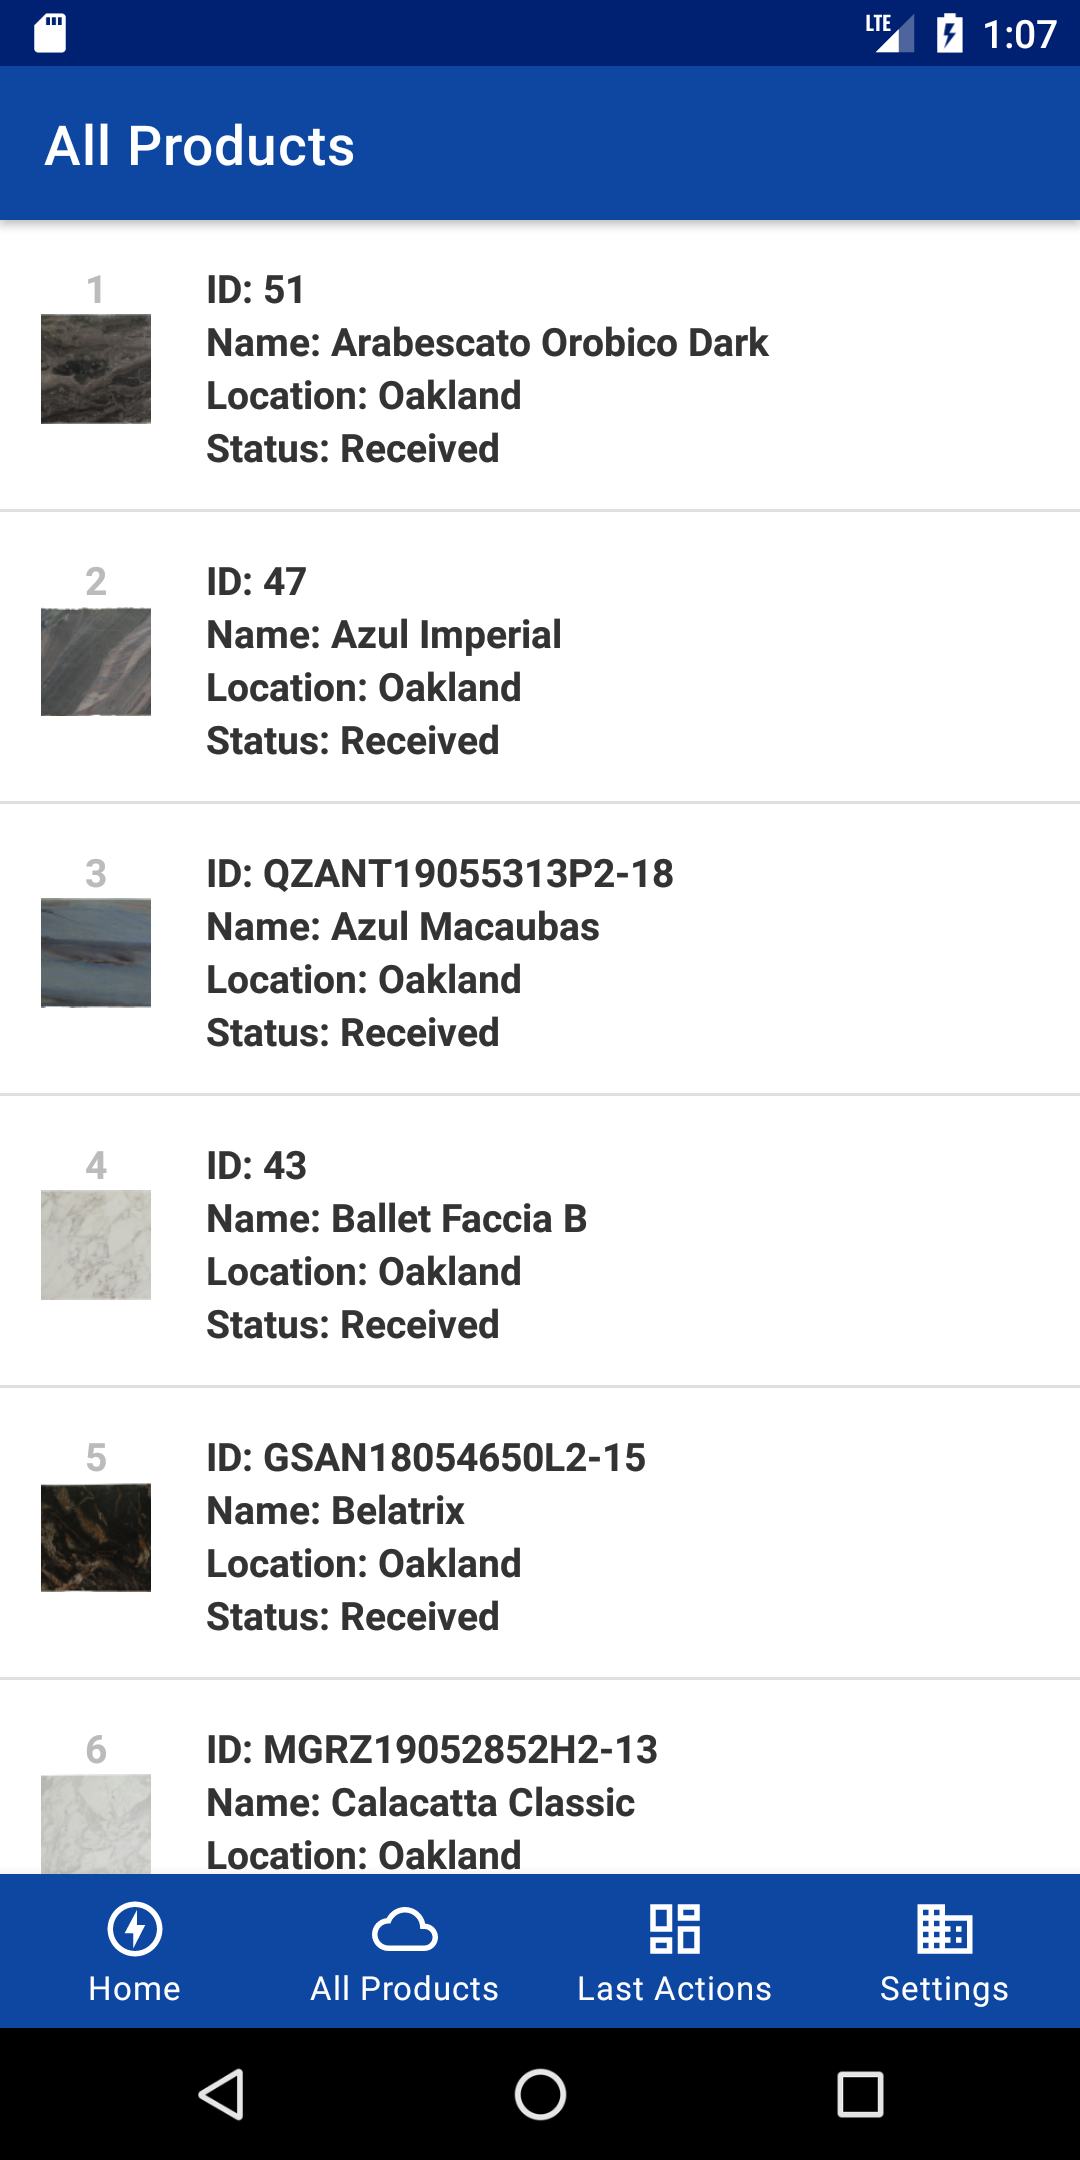 LTE 1:07
All Products
1
ID: 51
Name: Arabescato Orobico Dark
Location: Oakland
Status: Received
2
ID: 47
Name: Azul Imperial
Location: Oakland
Status: Received
3
ID: QZANT19055313P2-18
Name: Azul Macaubas
Location: Oakland
Status: Received
4
ID: 43
Name: Ballet Faccia B
Location: Oakland
Status: Received
5
ID: GSAN18054650L2-15
Name: Belatrix
Location: Oakland
Status: Received
6
ID: MGRZ19052852H2-13
Name: Calacatta Classic
Location: Oakland
Home All Products Last Actions Settings